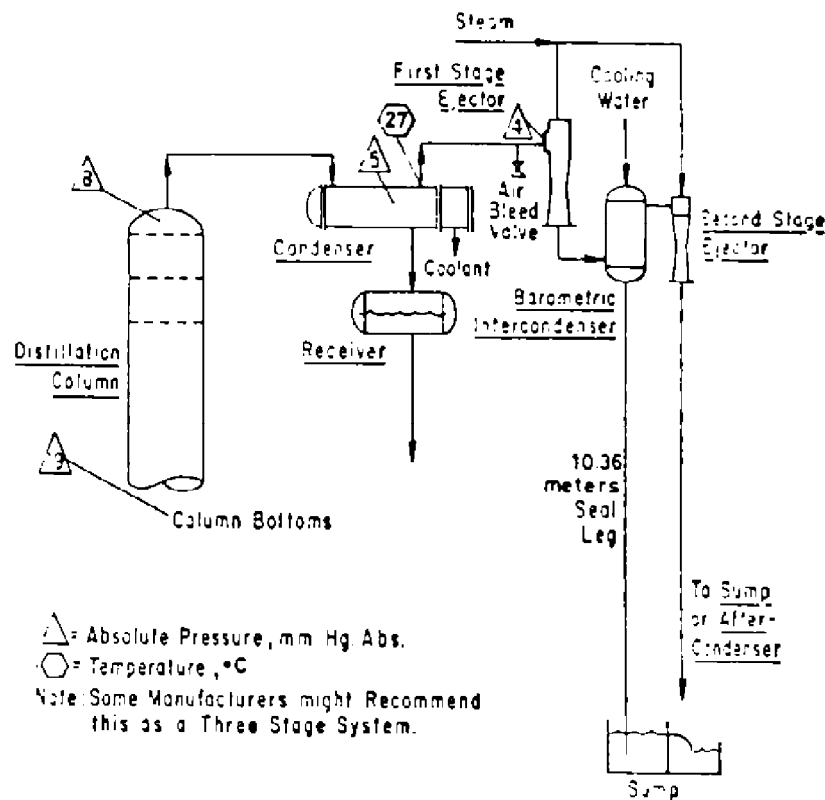 Steam
First Stage
Ejector
Cooling
Water
27
4
8
5
Air
Bleed
Valve
Second Stage
Ejector
Condenser
Coolant
Barometric
Intercondenser
Receiver
Distillation
Column
9
10.36
meters
Seal
Leg
Column Bottoms
To Sump
or After-
Condenser
= Absolute Pressure, mm Hg. Abs.
= Temperature, °C
Note: Some Manufacturers might Recommend
this as a Three Stage System.
Sump